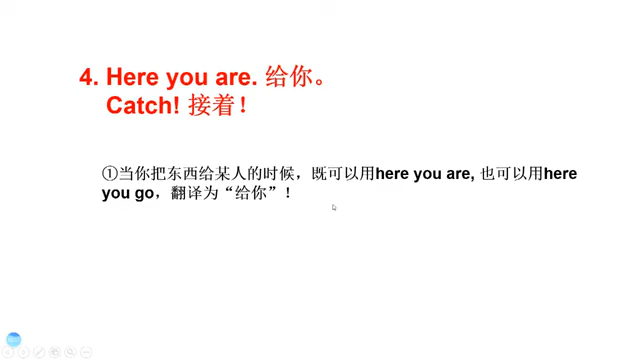 4. Here you are. 给你。
Catch! 接着！
①当你把东西给某人的时候，既可以用here you are, 也可以用here
you go，翻译为“给你”！